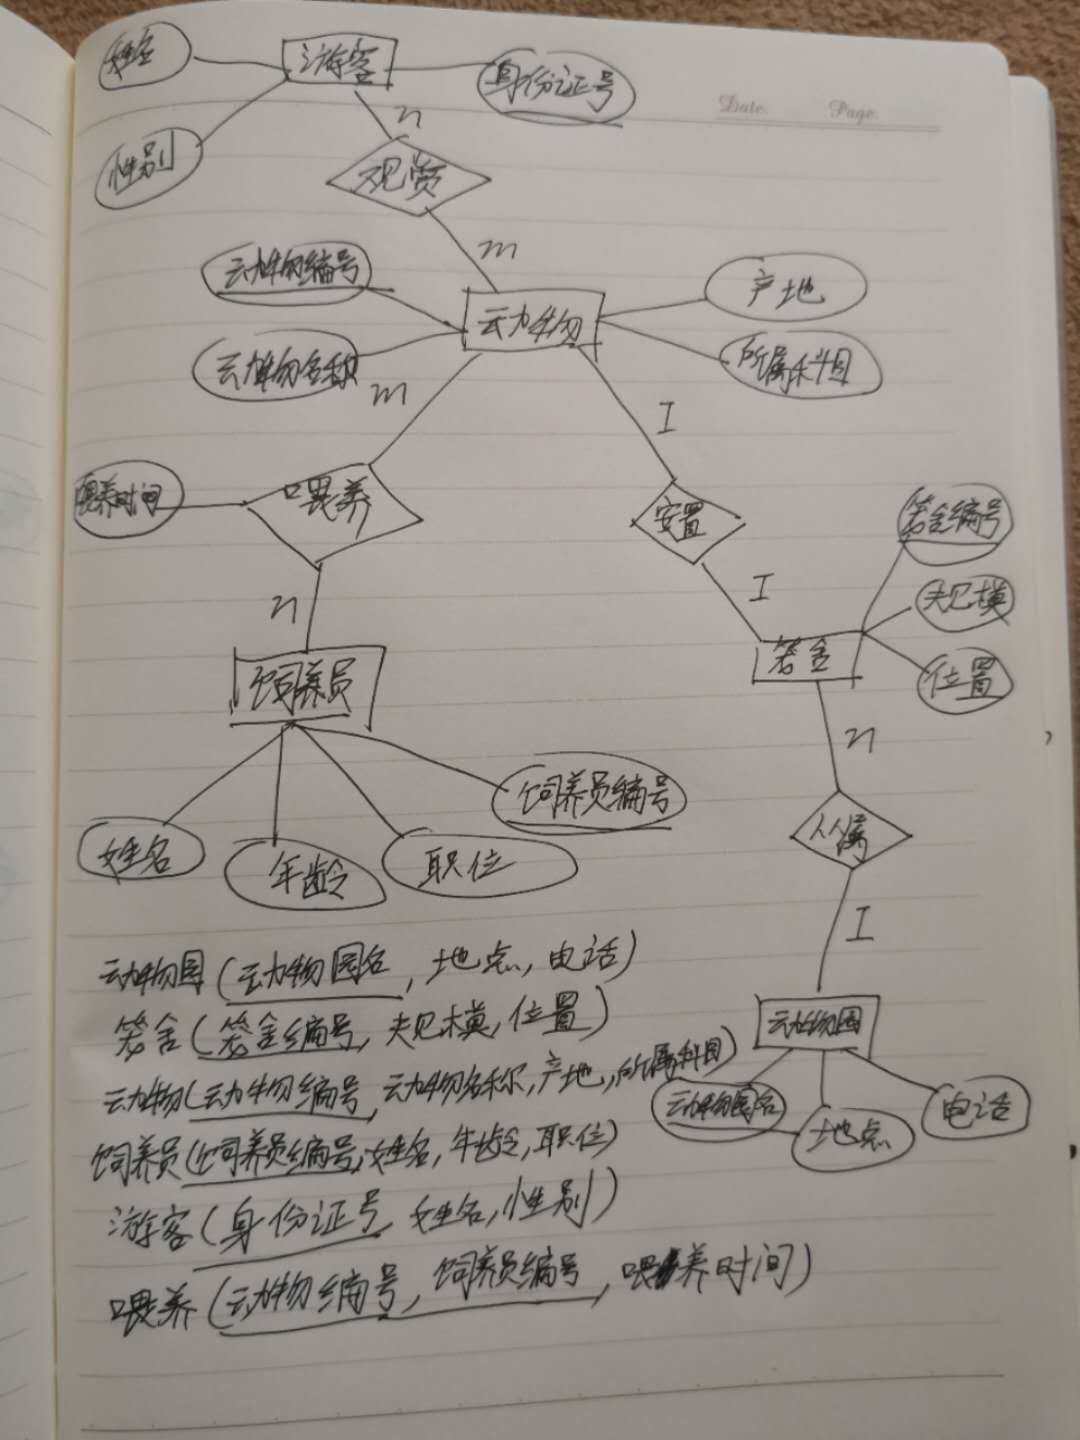 姓名
游客
身份证号
Date.
Page.
n
性别
观赏
m
动物编号
产地
动物
动物名称
所属科目
m
I
喂养时间
喂养
安置
笼舍编号
n
I
规模
笼舍
饲养员
位置
n
饲养员编号
从属
姓名
年龄
职位
I
动物园(动物园名,地点,电话)
笼舍(笼舍编号,规模,位置)
动物园
动物(动物编号,动物名称,产地,所属科目)
动物园名
电话
地点
饲养员(饲养员编号,姓名,年龄,职位)
游客(身份证号,姓名,性别)
喂养(动物编号,饲养员编号,喂养时间)